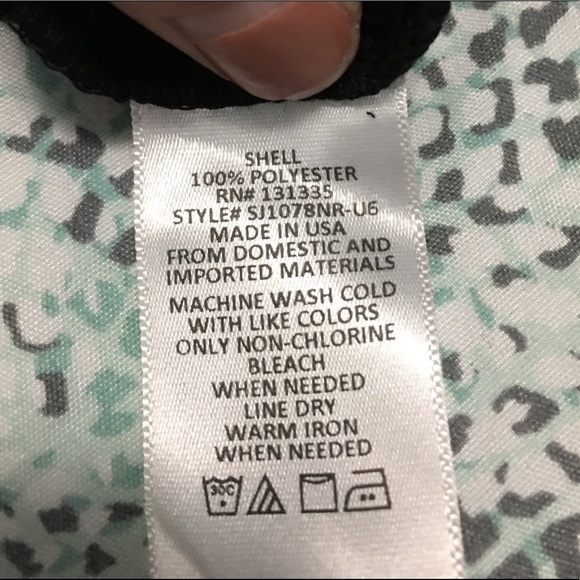 SHELL
100% POLYESTER
RN# 131335
STYLE# SJ1078NR-U6
MADE IN USA
FROM DOMESTIC AND
IMPORTED MATERIALS
MACHINE WASH COLD
WITH LIKE COLORS
ONLY NON-CHLORINE
BLEACH
WHEN NEEDED
LINE DRY
WARM IRON
WHEN NEEDED
30C